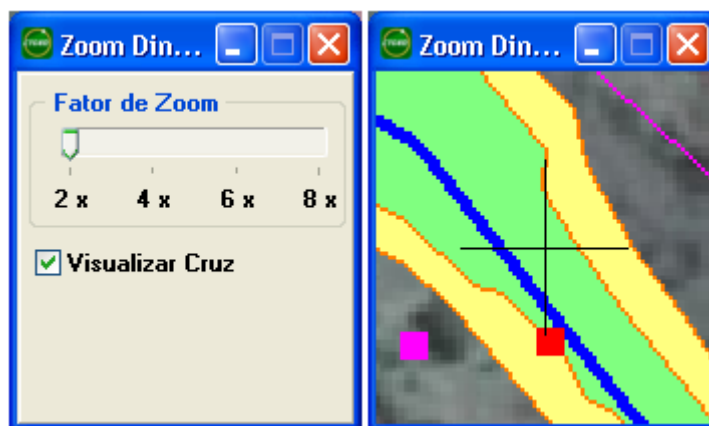 Zoom Din...
Fator de Zoom
2 x 4 x 6 x 8 x
Visualizar Cruz
Zoom Din...